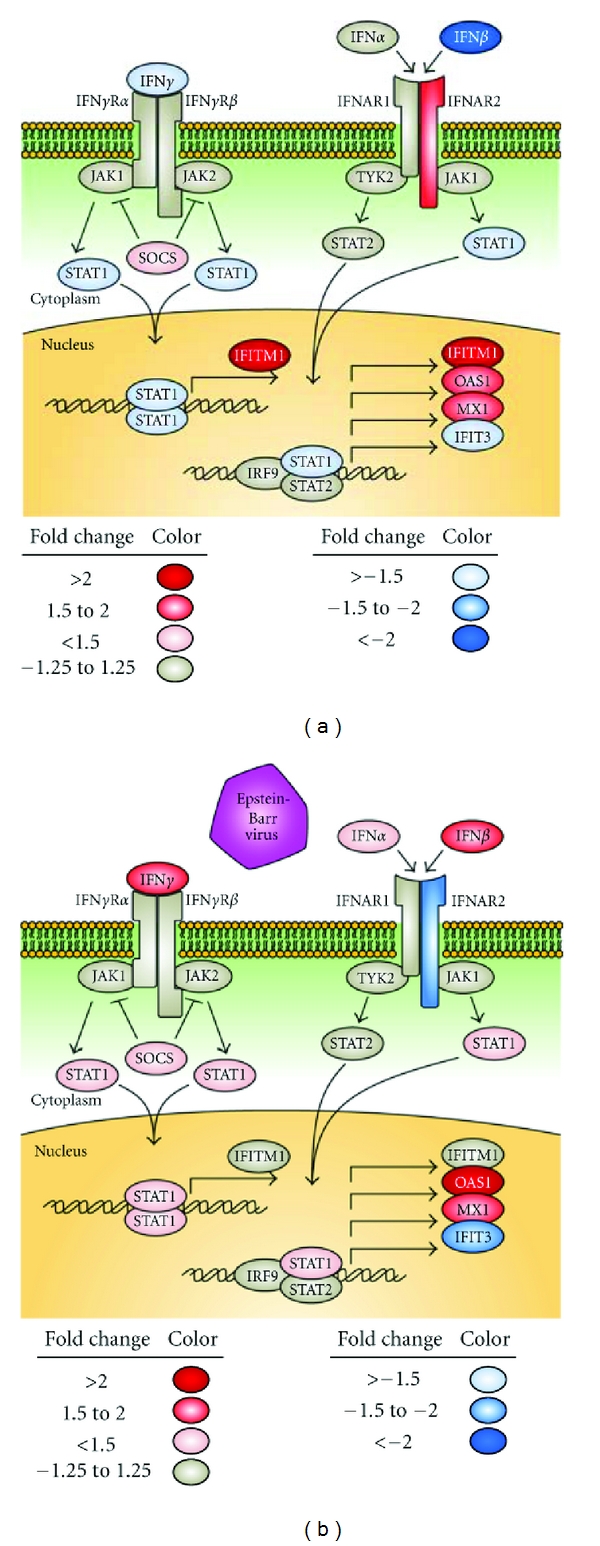 IFNα IFNβ
IFNγ
IFNγRα IFNγRβ IFNAR1 IFNAR2
JAK1 JAK2 TYK2 JAK1
SOCS STAT2 STAT1
STAT1 STAT1
Cytoplasm
Nucleus
IFITM1 IFITM1
OAS1
STAT1 MX1
STAT1 IFIT3
STAT1
IRF9
STAT2
Fold change Color Fold change Color
>2 >−1.5
1.5 to 2 −1.5 to −2
<1.5 <−2
−1.25 to 1.25
(a)
Epstein-
Barr
virus
IFNα IFNβ
IFNγ
IFNγRα IFNγRβ IFNAR1 IFNAR2
JAK1 JAK2 TYK2 JAK1
SOCS STAT2 STAT1
STAT1 STAT1
Cytoplasm
Nucleus
IFITM1 IFITM1
OAS1
STAT1 MX1
STAT1 IFIT3
STAT1
IRF9
STAT2
Fold change Color Fold change Color
>2 >−1.5
1.5 to 2 −1.5 to −2
<1.5 <−2
−1.25 to 1.25
(b)